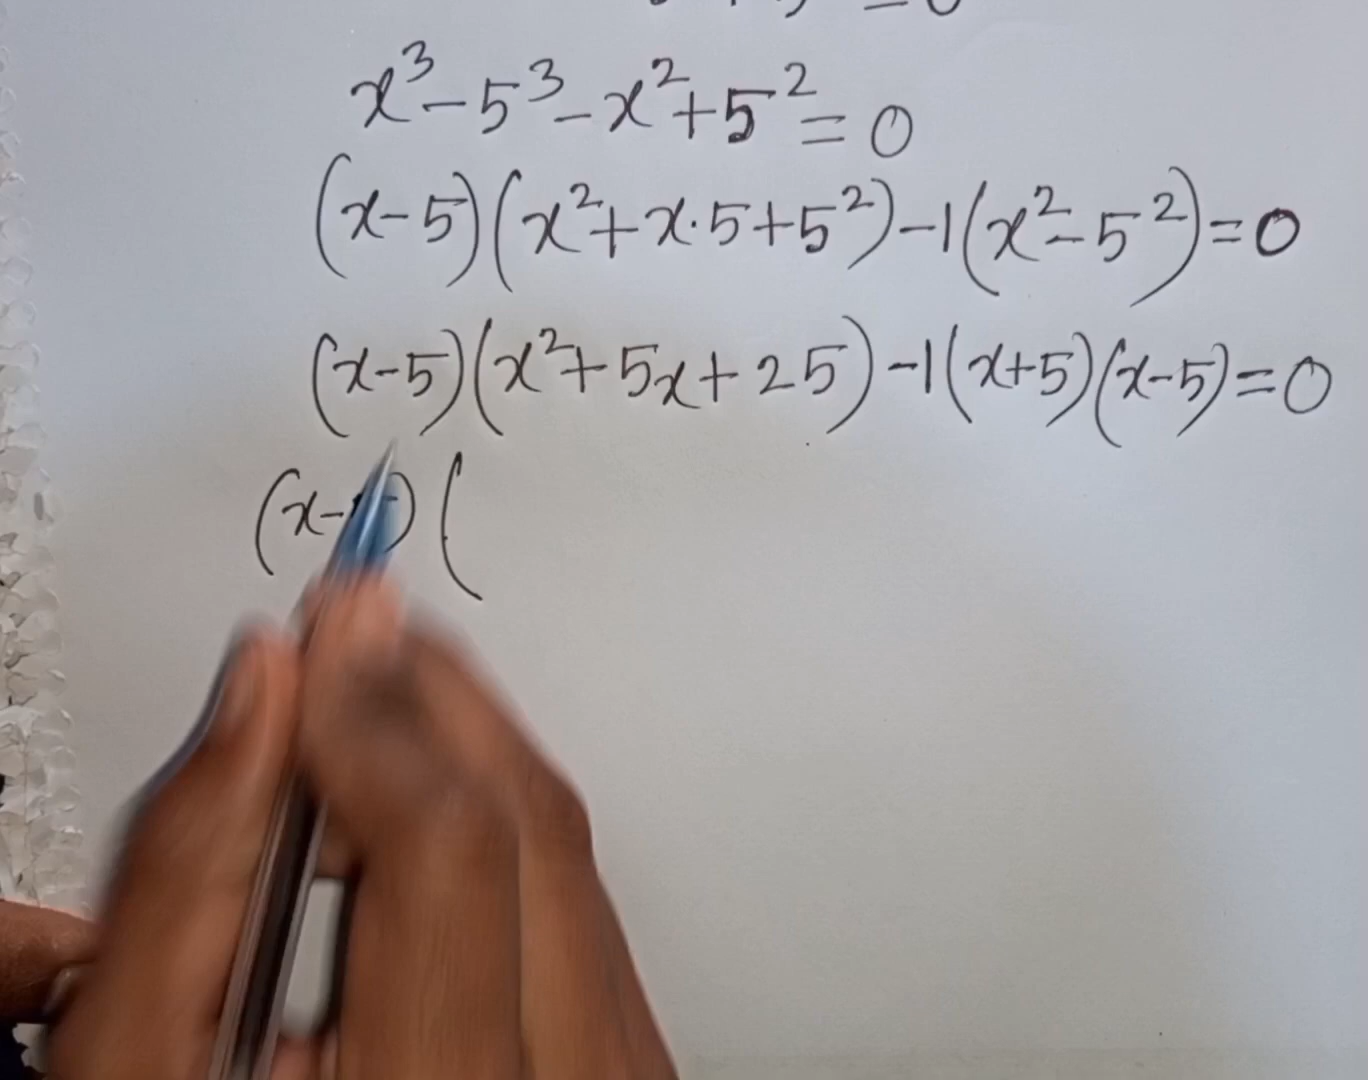 x³-5³-x²+5²=0
(x-5)(x²+x·5+5²)-1(x²-5²)=0
(x-5)(x²+5x+25)-1(x+5)(x-5)=0
(x-5)(